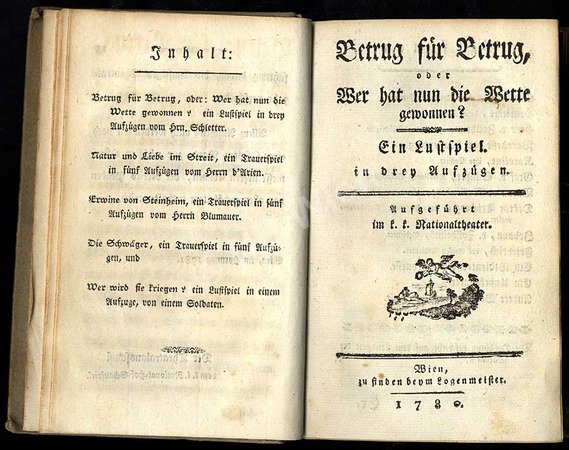 Inhalt:
Betrug für Betrug, oder: Wer hat nun die
Wette gewonnen? ein Lustspiel in drey
Aufzügen vom Hrn. Schletter.
Natur und Liebe im Streit, ein Trauerspiel
in fünf Aufzügen vom Herrn d'Arien.
Erwine von Steinheim, ein Trauerspiel in fünf
Aufzügen vom Herrn Blumauer.
Die Schwäger, ein Trauerspiel in fünf Aufzü-
gen, und
Wer wird sie kriegen? ein Lustspiel in einem
Aufzuge, von einem Soldaten.
Betrug für Betrug,
oder
Wer hat nun die Wette
gewonnen?
Ein Lustspiel.
in drey Aufzügen.
Aufgeführt
im k. k. Nationaltheater.
Wien,
zu finden beym Logenmeister.
1780.